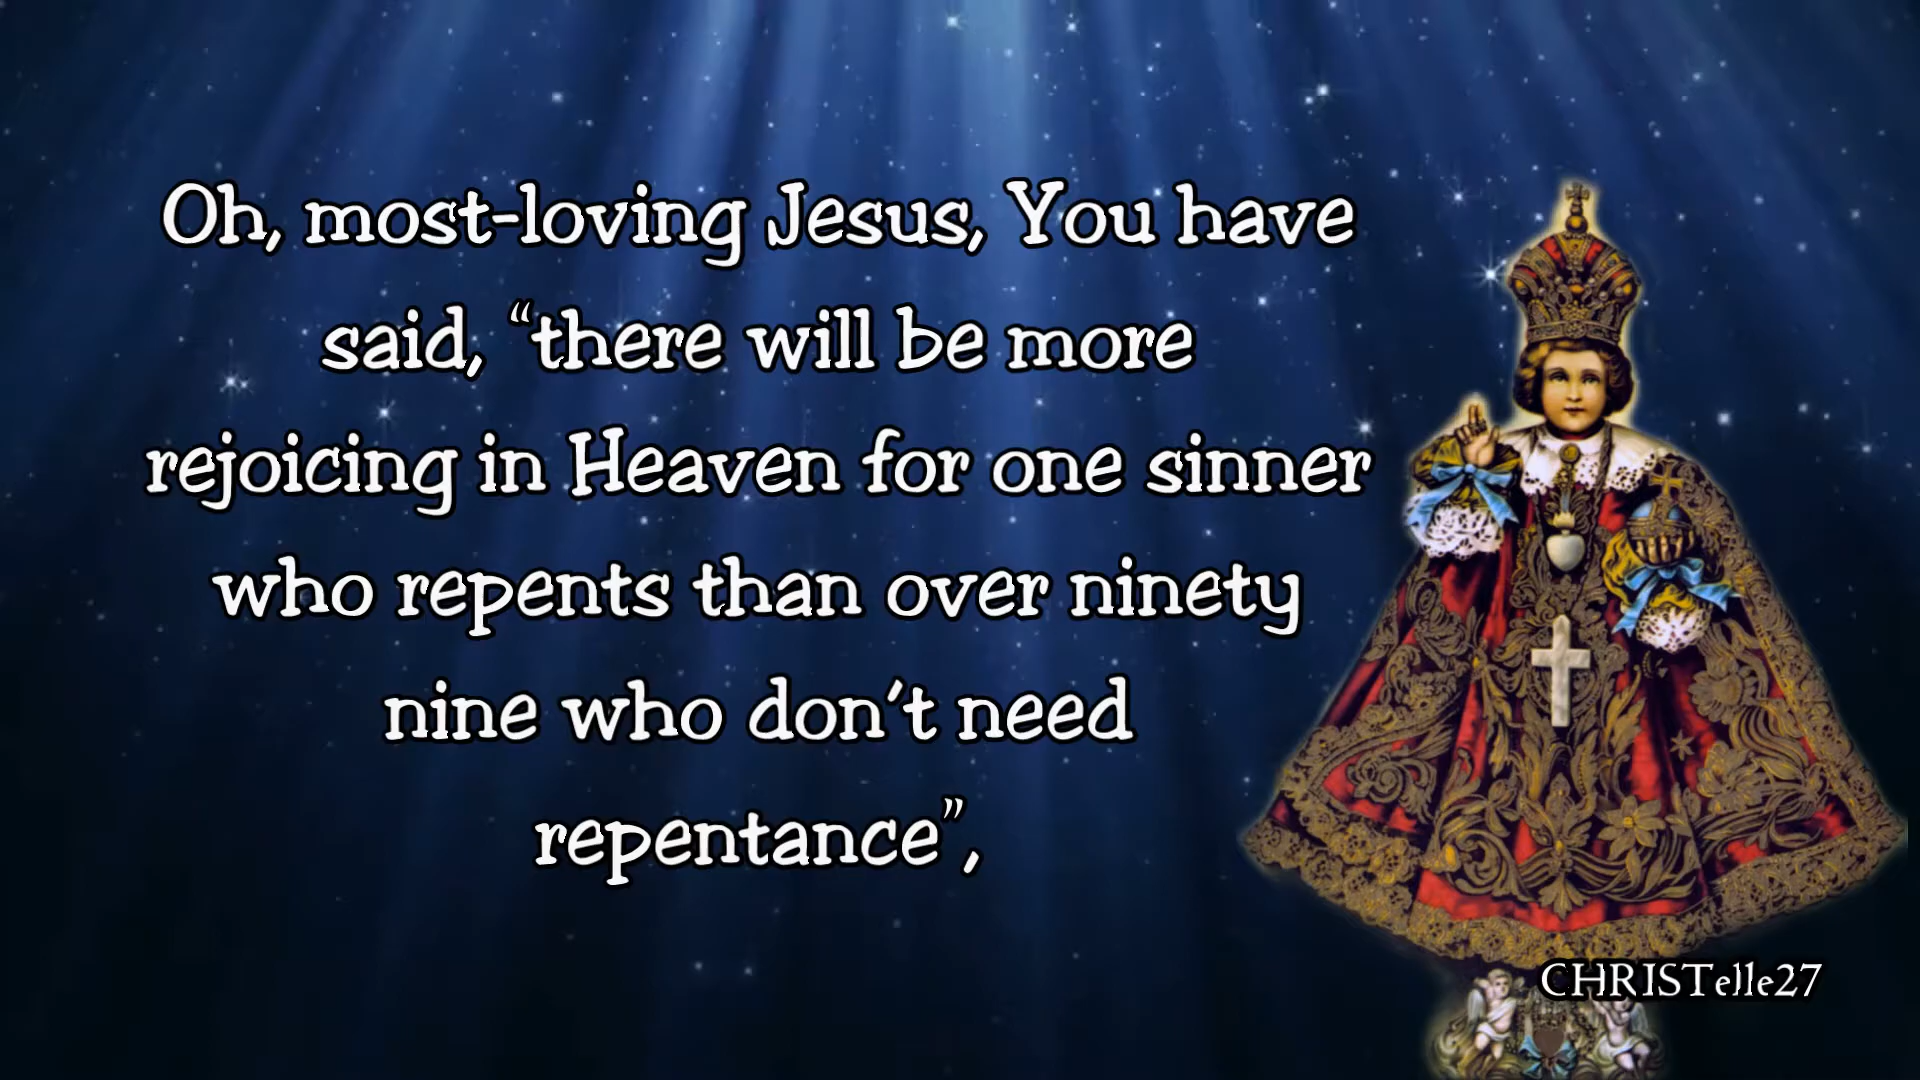 Oh, most-loving Jesus, You have
said, “there will be more
rejoicing in Heaven for one sinner
who repents than over ninety
nine who don’t need
repentance”,
CHRISTelle27